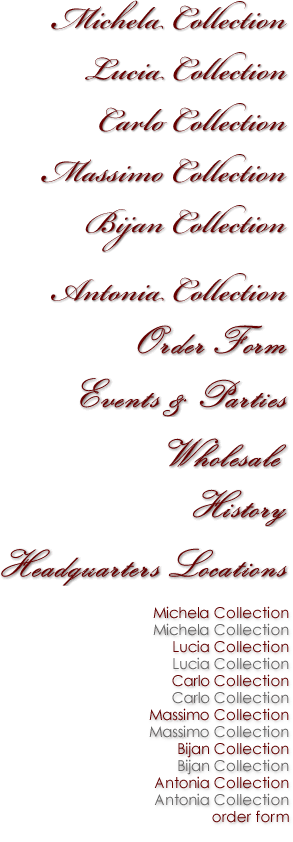 Michela Collection
Lucia Collection
Carlo Collection
Massimo Collection
Bijan Collection
Antonia Collection
Order Form
Events & Parties
Wholesale
History
Headquarters Locations
Michela Collection
Michela Collection
Lucia Collection
Lucia Collection
Carlo Collection
Carlo Collection
Massimo Collection
Massimo Collection
Bijan Collection
Bijan Collection
Antonia Collection
Antonia Collection
order form